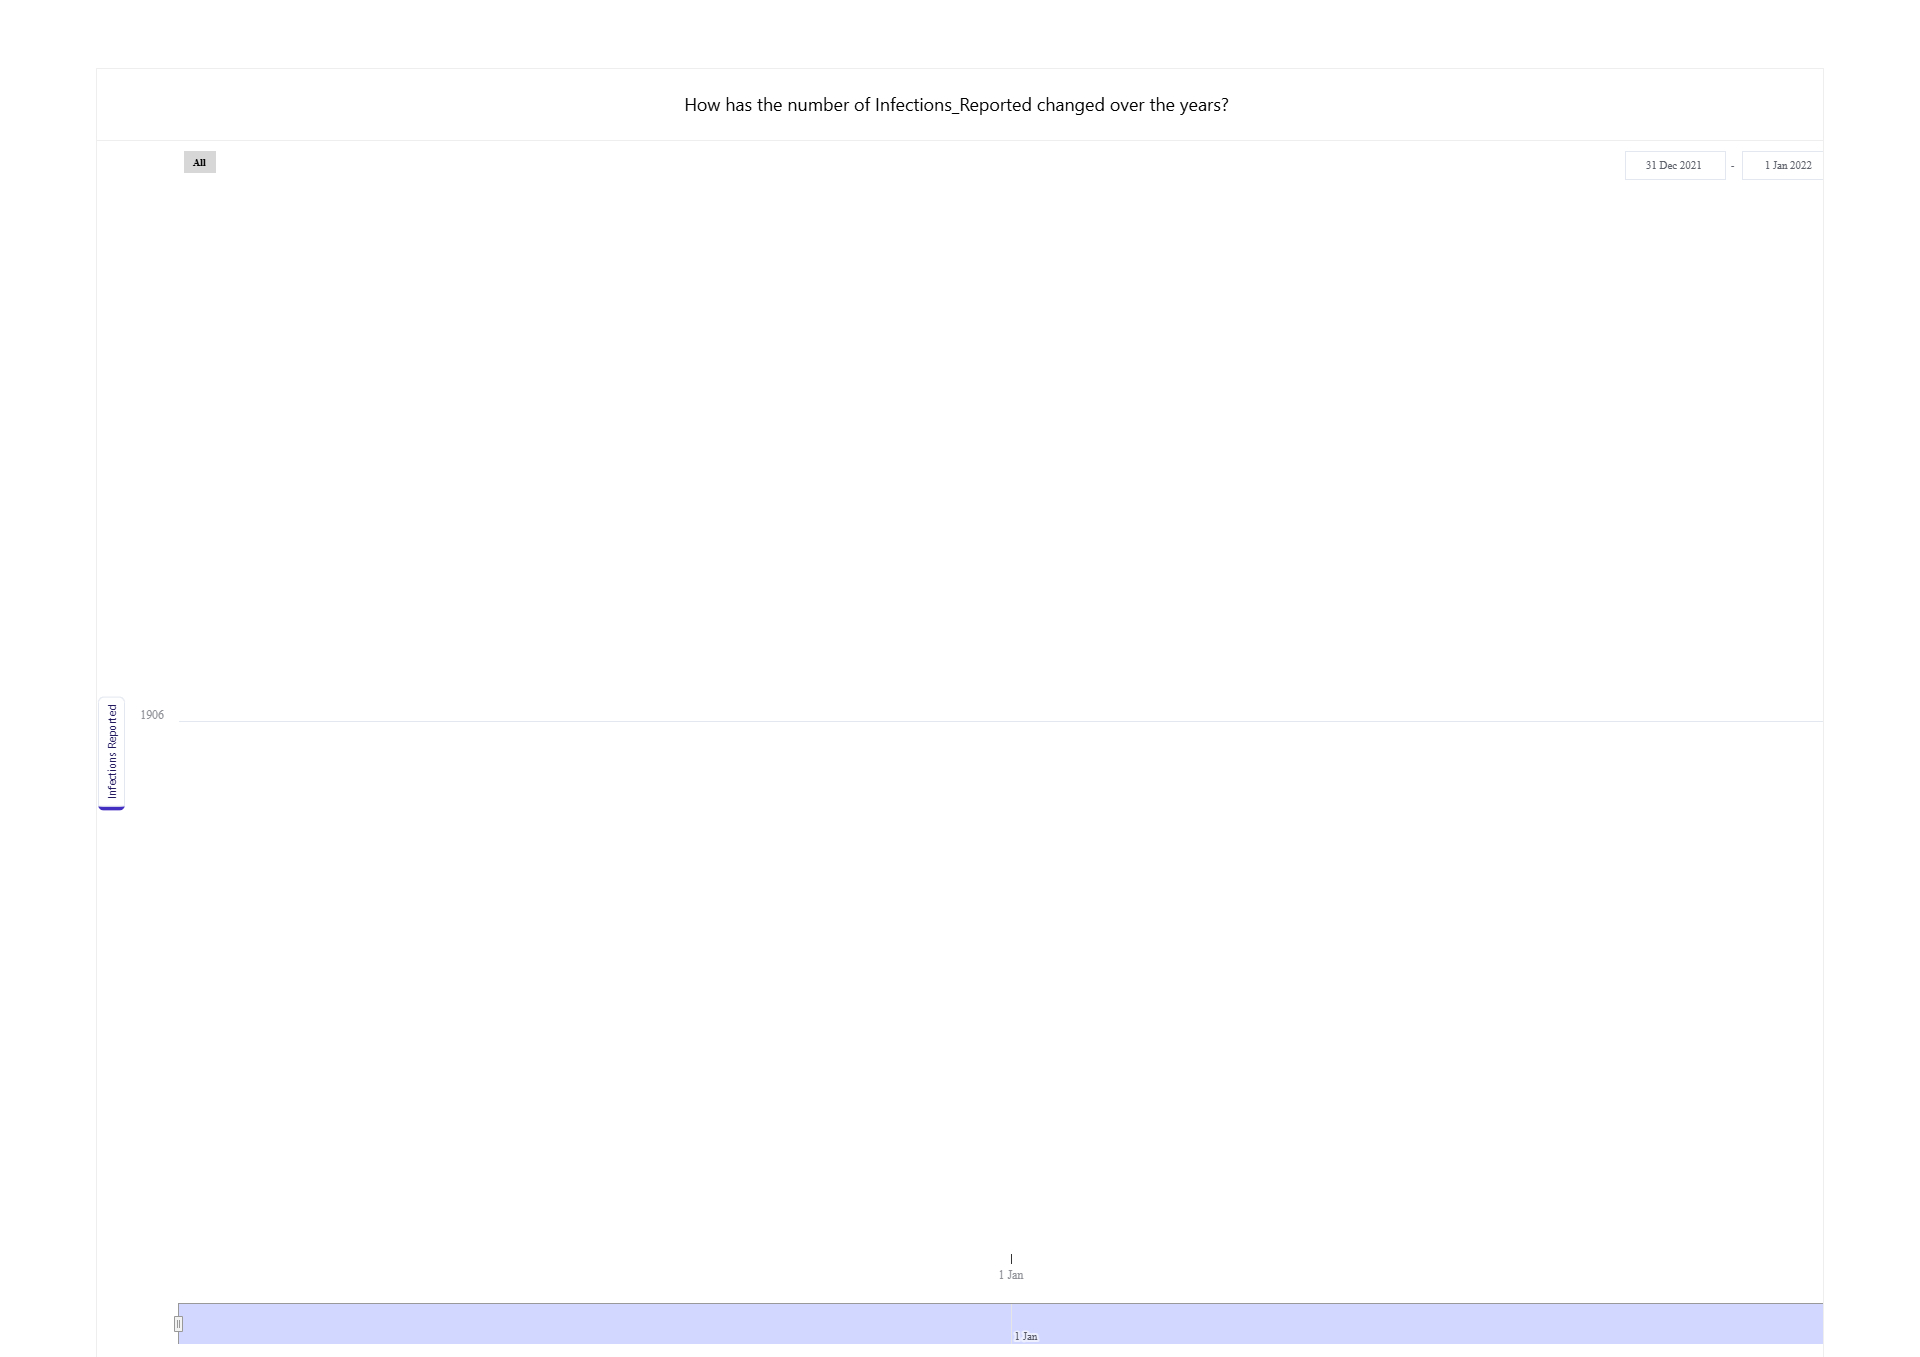 How has the number of Infections_Reported changed over the years?
All
31 Dec 2021 - 1 Jan 2022
Infections Reported
1906
1 Jan
1 Jan